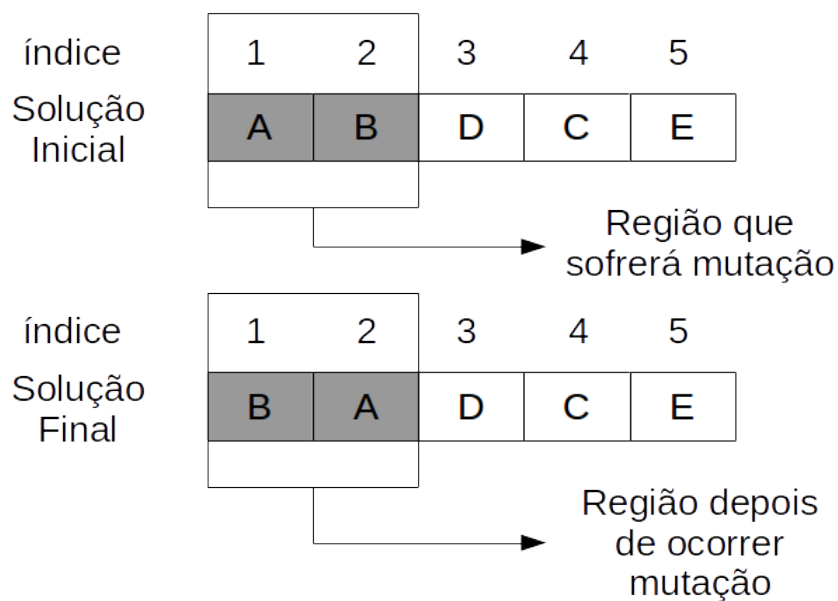 índice 1 2 3 4 5
Solução
Inicial
A B D C E
Região que
sofrerá mutação
índice 1 2 3 4 5
Solução
Final
B A D C E
Região depois
de ocorrer
mutação